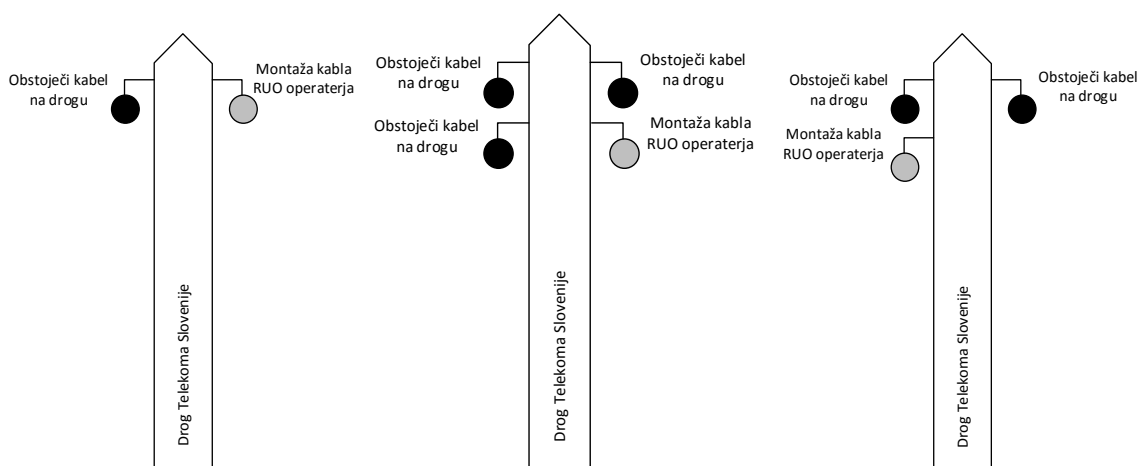 Obstoječi kabel
na drogu
Montaža kabla
RUO operaterja
Drog Telekoma Slovenije
Obstoječi kabel
na drogu
Obstoječi kabel
na drogu
Obstoječi kabel
na drogu
Montaža kabla
RUO operaterja
Drog Telekoma Slovenije
Obstoječi kabel
na drogu
Obstoječi kabel
na drogu
Montaža kabla
RUO operaterja
Drog Telekoma Slovenije